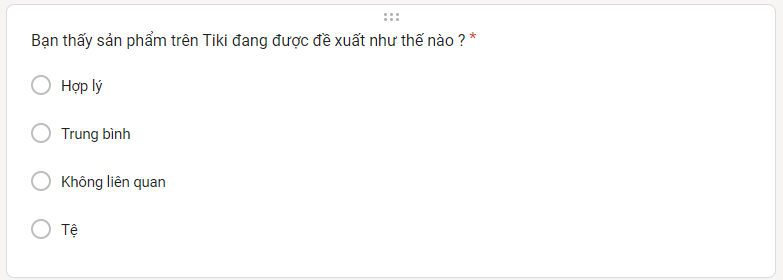 Bạn thấy sản phẩm trên Tiki đang được đề xuất như thế nào ? *
Hợp lý
Trung bình
Không liên quan
Tệ